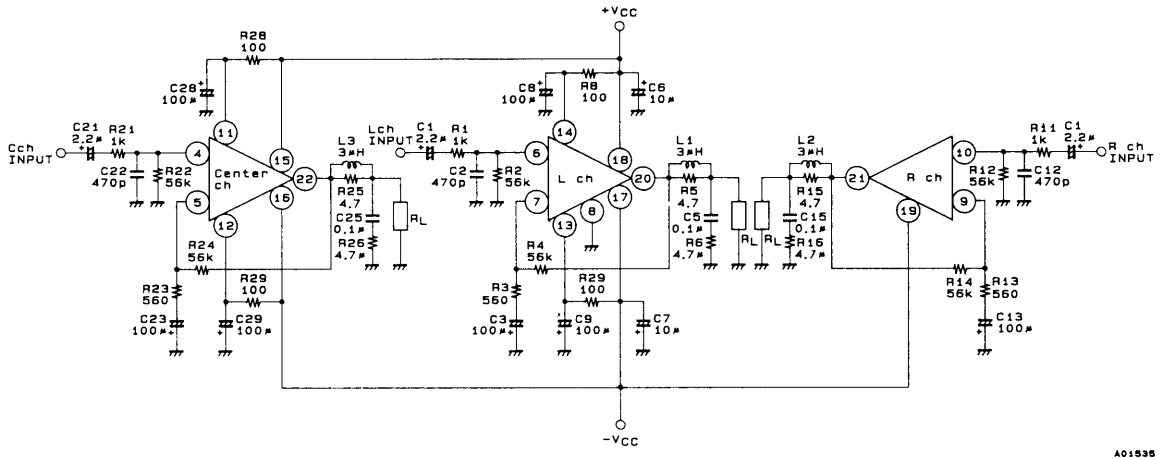 +VCC
R28
100
C28
100µ
+
11
C8
100µ
+
R8
100
C6
10µ
+
14
Cch
INPUT
C21
2.2µ
+
R21
1k
C22
470p
R22
56k
4
5
Center
ch
12
15
16
22
L3
3µH
R25
4.7
C25
0.1µ
R26
4.7µ
RL
R24
56k
R23
560
C23
100µ
+
C29
100µ
+
R29
100
Lch
INPUT
C1
2.2µ
+
R1
1k
C2
470p
R2
56k
6
7
L ch
13
8
18
17
20
L1
3µH
R5
4.7
C5
0.1µ
R6
4.7µ
RL
R4
56k
R3
560
C3
100µ
+
C9
100µ
+
R29
100
C7
10µ
+
L2
3µH
R15
4.7
C15
0.1µ
R16
4.7µ
RL
21
R ch
19
10
9
R11
1k
C1
2.2µ
+
R ch
INPUT
R12
56k
C12
470p
R14
56k
R13
560
C13
100µ
+
-VCC
A01535